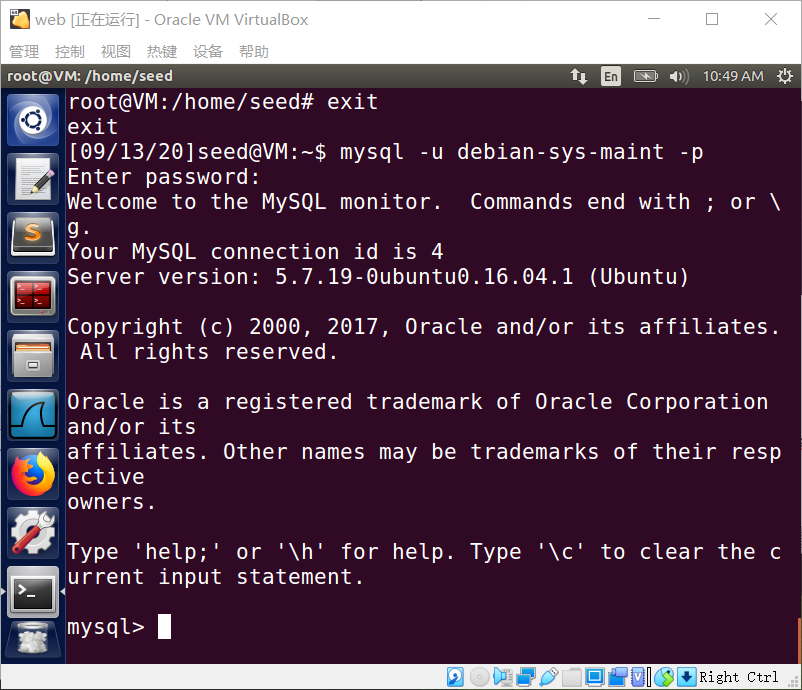 web [正在运行] - Oracle VM VirtualBox
管理 控制 视图 热键 设备 帮助
root@VM: /home/seed En 10:49 AM
root@VM:/home/seed# exit
exit
[09/13/20]seed@VM:~$ mysql -u debian-sys-maint -p
Enter password:
Welcome to the MySQL monitor.  Commands end with ; or \
g.
Your MySQL connection id is 4
Server version: 5.7.19-0ubuntu0.16.04.1 (Ubuntu)

Copyright (c) 2000, 2017, Oracle and/or its affiliates.
 All rights reserved.

Oracle is a registered trademark of Oracle Corporation
and/or its
affiliates. Other names may be trademarks of their resp
ective
owners.

Type 'help;' or '\h' for help. Type '\c' to clear the c
urrent input statement.

mysql>
Right Ctrl